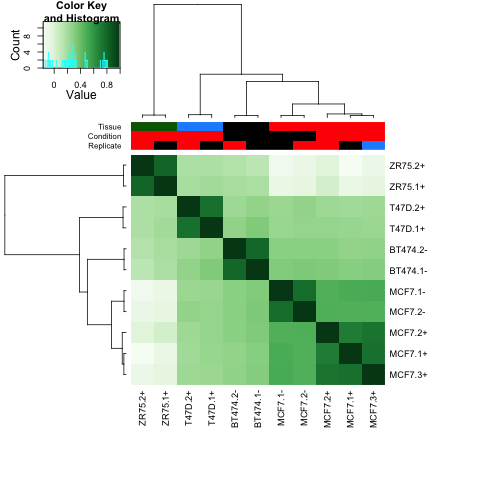 Color Key
and Histogram
Count
0 4 8
0 0.4 0.8
Value
Tissue
Condition
Replicate
ZR75.2+
ZR75.1+
T47D.2+
T47D.1+
BT474.2-
BT474.1-
MCF7.1-
MCF7.2-
MCF7.2+
MCF7.1+
MCF7.3+
ZR75.2+
ZR75.1+
T47D.2+
T47D.1+
BT474.2-
BT474.1-
MCF7.1-
MCF7.2-
MCF7.2+
MCF7.1+
MCF7.3+